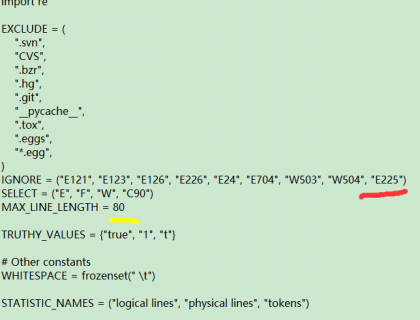 import re
EXCLUDE = (
".svn",
"CVS",
".bzr",
".hg",
".git",
"__pycache__",
".tox",
".eggs",
"*.egg",
)
IGNORE = ("E121", "E123", "E126", "E226", "E24", "E704", "W503", "W504", "E225")
SELECT = ("E", "F", "W", "C90")
MAX_LINE_LENGTH = 80
TRUTHY_VALUES = {"true", "1", "t"}
# Other constants
WHITESPACE = frozenset(" \t")
STATISTIC_NAMES = ("logical lines", "physical lines", "tokens")